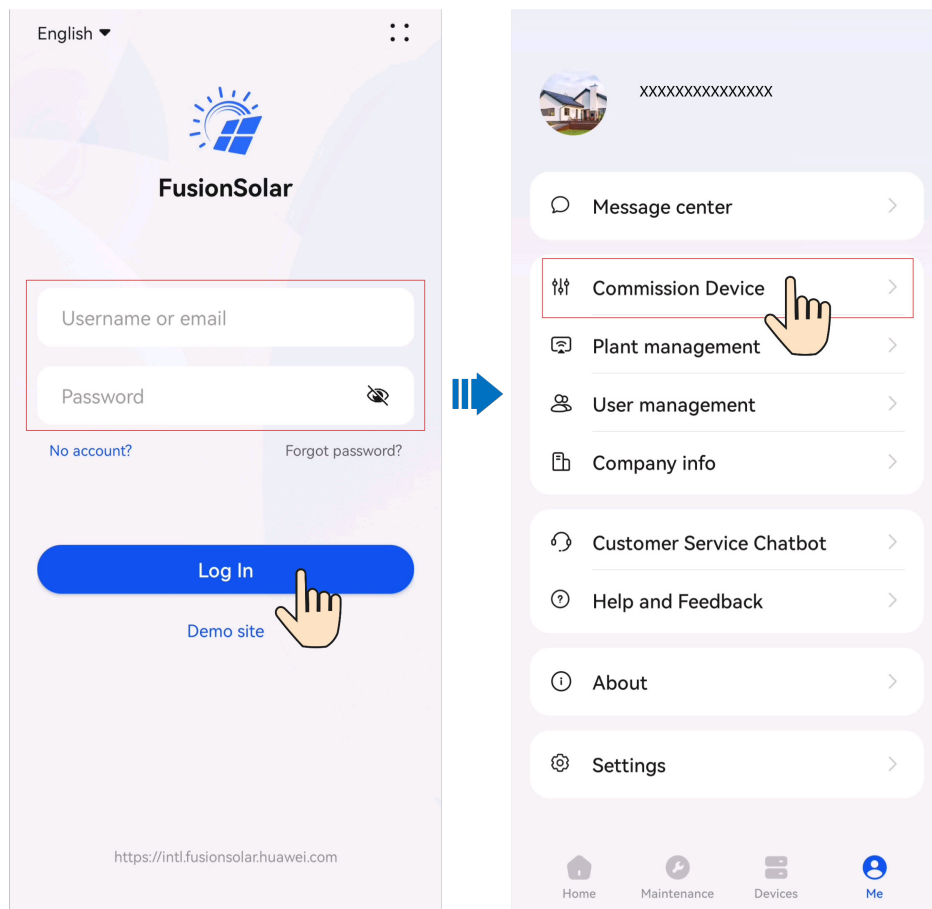 English
FusionSolar
Username or email
Password
No account?
Forgot password?
Log In
Demo site
https://intl.fusionsolar.huawei.com
XXXXXXXXXXXXXXX
Message center
Commission Device
Plant management
User management
Company info
Customer Service Chatbot
Help and Feedback
About
Settings
Home
Maintenance
Devices
Me